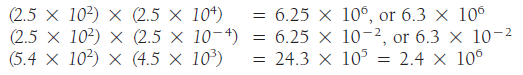 (2.5 × 10²) × (2.5 × 10⁴) = 6.25 × 10⁶, or 6.3 × 10⁶
(2.5 × 10²) × (2.5 × 10⁻⁴) = 6.25 × 10⁻², or 6.3 × 10⁻²
(5.4 × 10²) × (4.5 × 10³) = 24.3 × 10⁵ = 2.4 × 10⁶